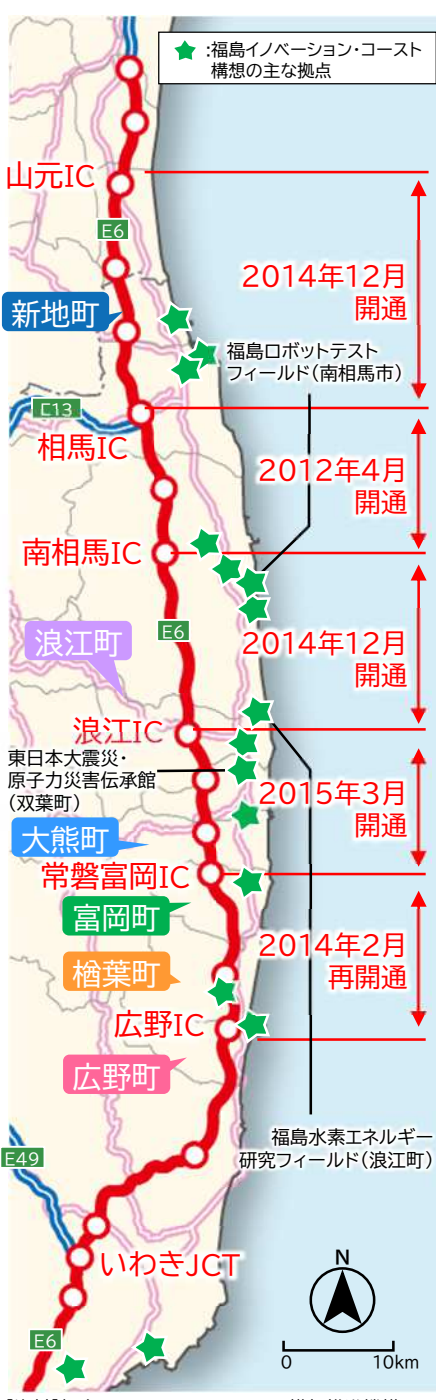 :福島イノベーション・コースト
構想の主な拠点
山元IC
E6
2014年12月
開通
新地町
福島ロボットテスト
フィールド(南相馬市)
E13
相馬IC
2012年4月
開通
南相馬IC
E6
2014年12月
開通
浪江町
浪江IC
東日本大震災・
原子力災害伝承館
(双葉町)
2015年3月
開通
大熊町
常磐富岡IC
富岡町
2014年2月
再開通
楢葉町
広野IC
広野町
福島水素エネルギー
研究フィールド(浪江町)
E49
いわきJCT
N
E6
0 10km